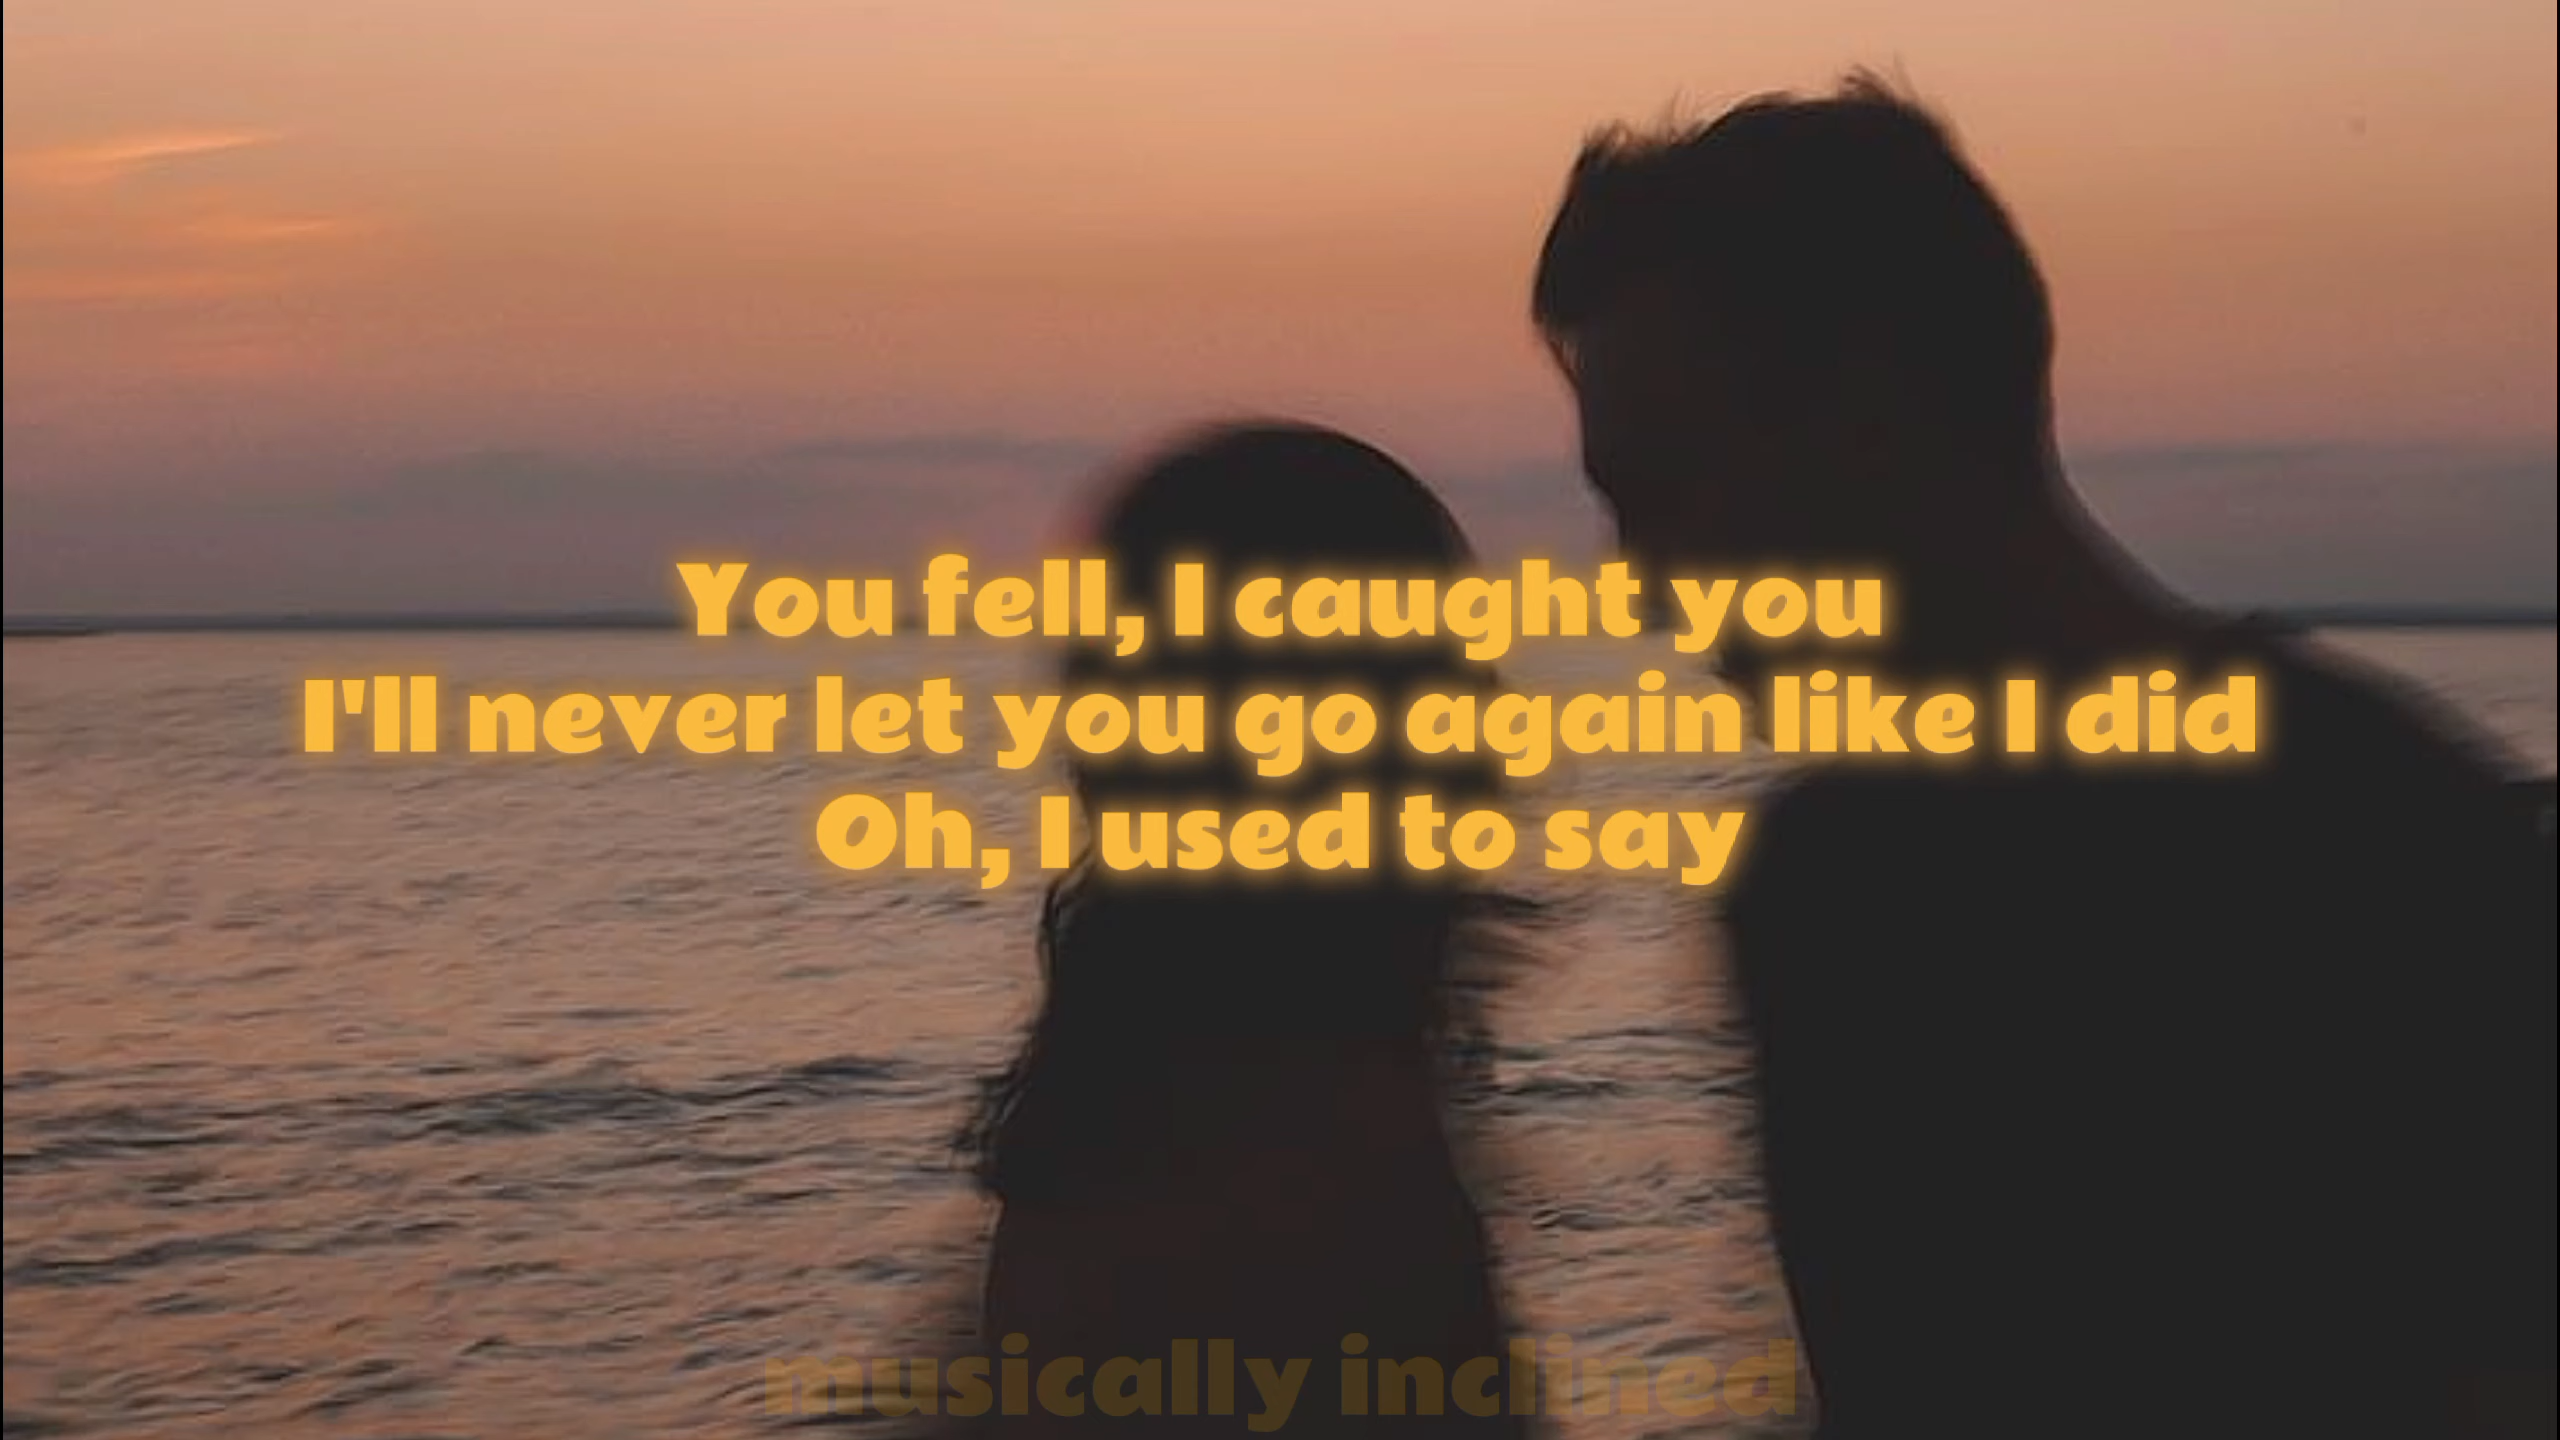 You fell, I caught you
I'll never let you go again like I did
Oh, I used to say
musically inclined